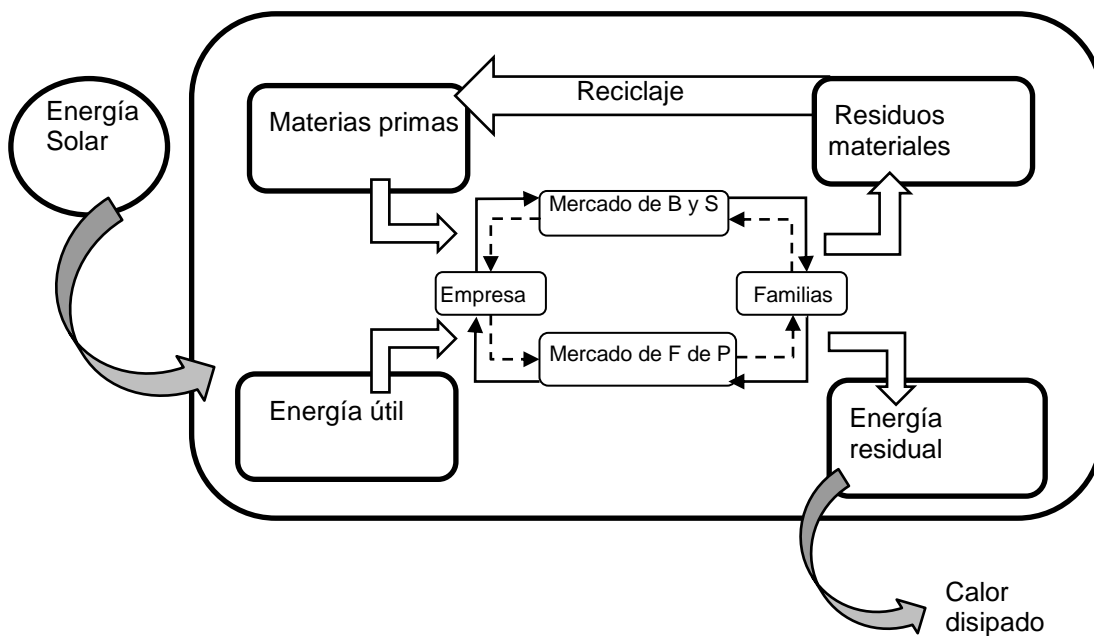 Energía
Solar
Materias primas
Reciclaje
Residuos
materiales
Mercado de B y S
Empresa
Familias
Mercado de F de P
Energía útil
Energía
residual
Calor
disipado